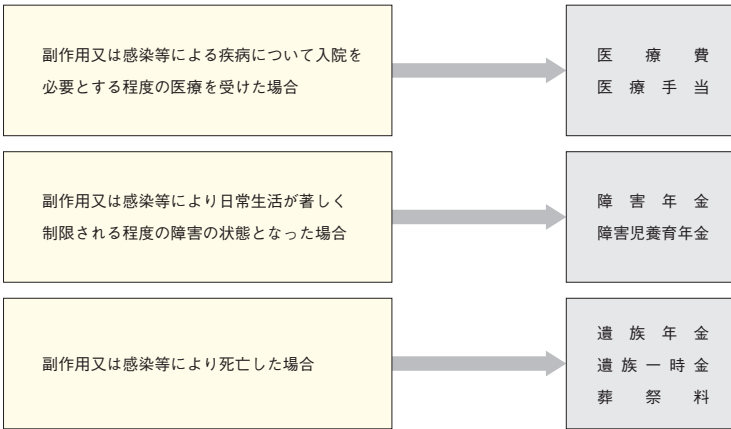 副作用又は感染等による疾病について入院を
必要とする程度の医療を受けた場合
医療費
医療手当
副作用又は感染等により日常生活が著しく
制限される程度の障害の状態となった場合
障害年金
障害児養育年金
副作用又は感染等により死亡した場合
遺族年金
遺族一時金
葬祭料